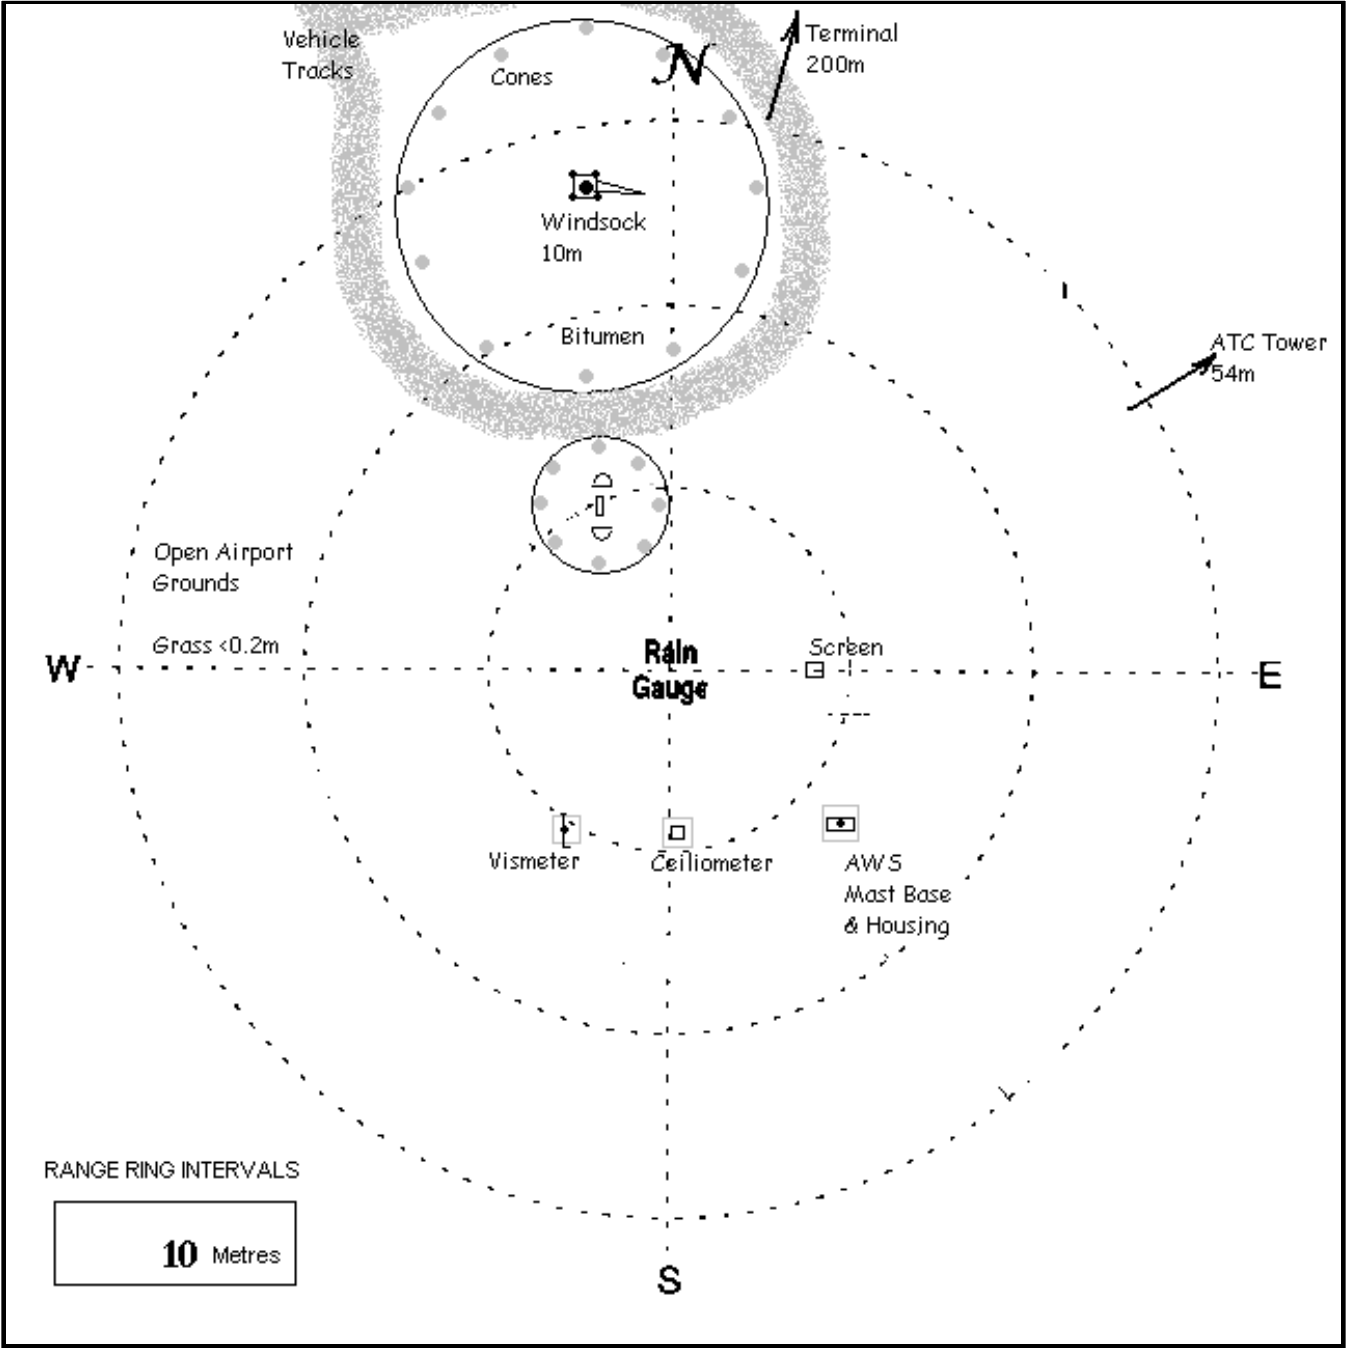 Vehicle
Tracks
Cones
N
Terminal
200m
Windsock
10m
Bitumen
ATC Tower
54m
Open Airport
Grounds
Grass <0.2m
W
Rain
Gauge
Screen
E
Vismeter
Ceiliometer
AWS
Mast Base
& Housing
RANGE RING INTERVALS
10 Metres
S